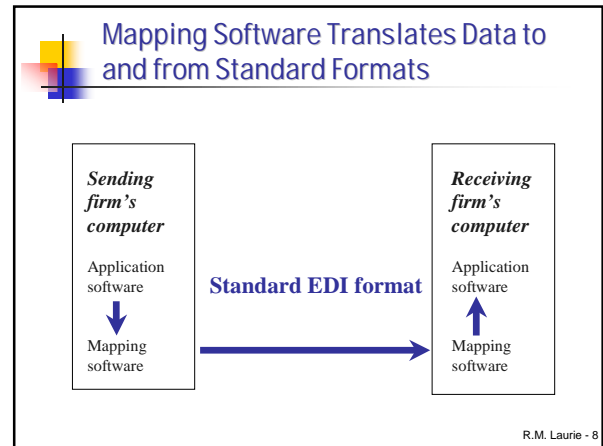 Mapping Software Translates Data to
and from Standard Formats
Sending
firm's
computer
Application
software
Mapping
software
Standard EDI format
Receiving
firm's
computer
Application
software
Mapping
software
R.M. Laurie - 8